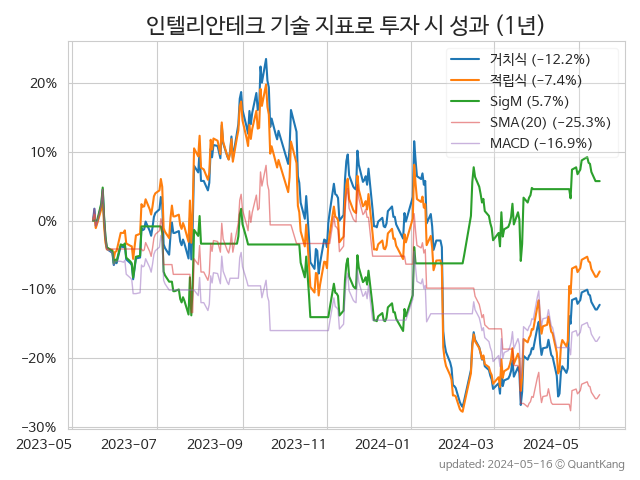 인텔리안테크 기술 지표로 투자 시 성과 (1년)
거치식 (−12.2%)
적립식 (−7.4%)
SigM (5.7%)
SMA(20) (−25.3%)
MACD (−16.9%)
20%
10%
0%
−10%
−20%
−30%
2023-05 2023-07 2023-09 2023-11 2024-01 2024-03 2024-05
updated: 2024-05-16 ⓒ QuantKang